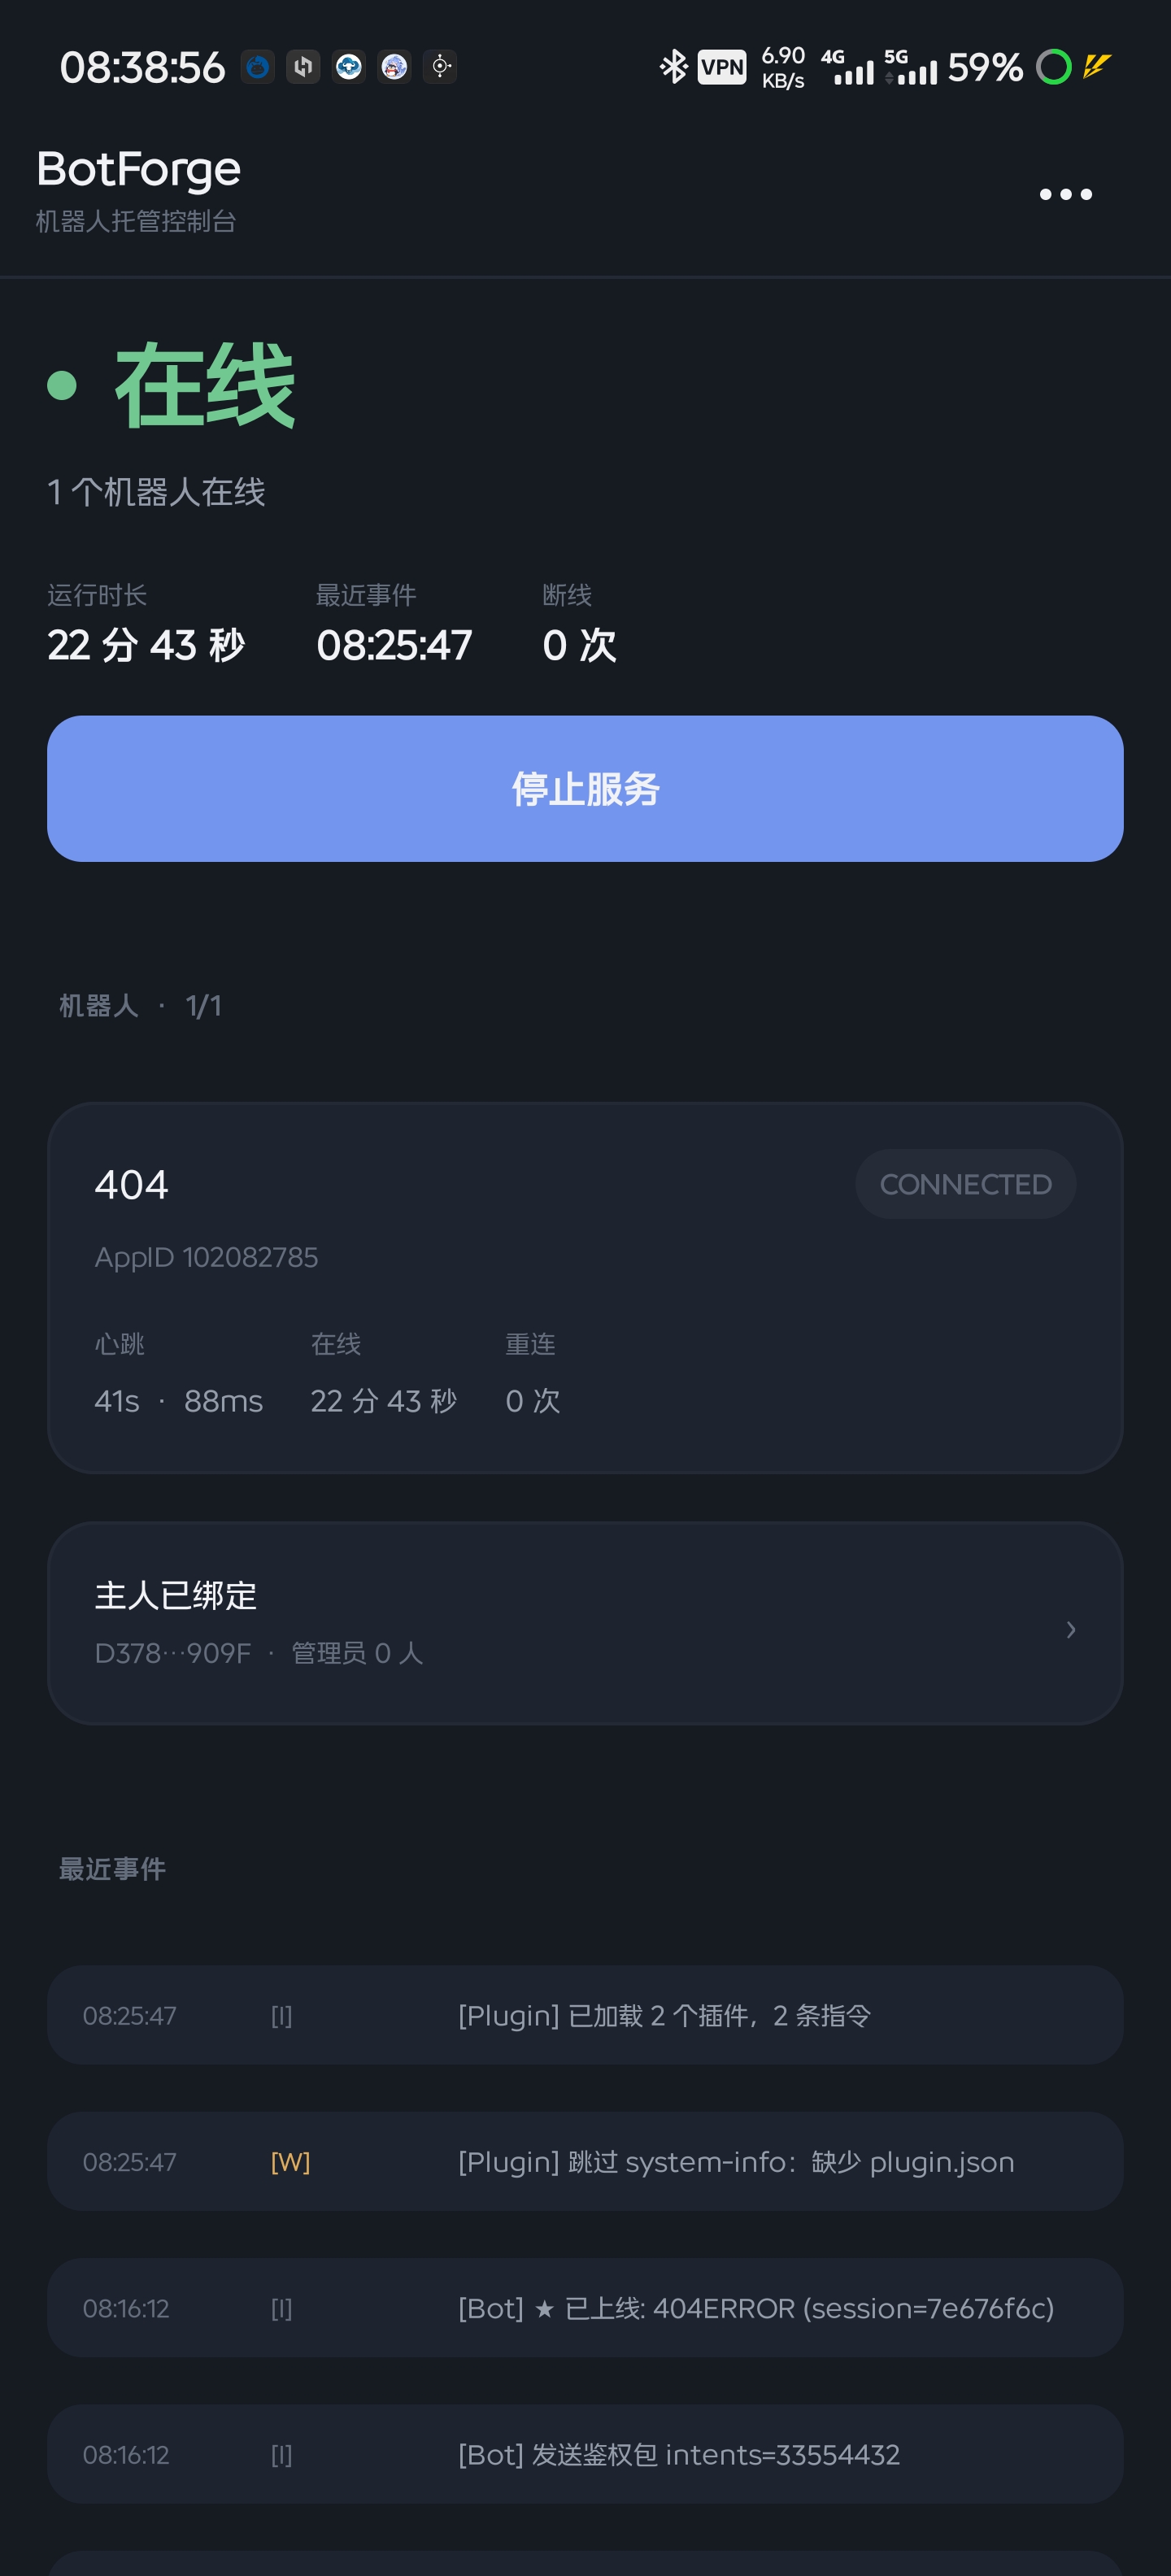 08:38:56 VPN 6.90 KB/s 4G 5G 59%
BotForge
机器人托管控制台
在线
1 个机器人在线
运行时长 最近事件 断线
22 分 43 秒 08:25:47 0 次
停止服务
机器人 · 1/1
404 CONNECTED
AppID 102082785
心跳 在线 重连
41s · 88ms 22 分 43 秒 0 次
主人已绑定
D378···909F · 管理员 0 人
最近事件
08:25:47 [I] [Plugin] 已加载 2 个插件，2 条指令
08:25:47 [W] [Plugin] 跳过 system-info：缺少 plugin.json
08:16:12 [I] [Bot] ★ 已上线: 404ERROR (session=7e676f6c)
08:16:12 [I] [Bot] 发送鉴权包 intents=33554432